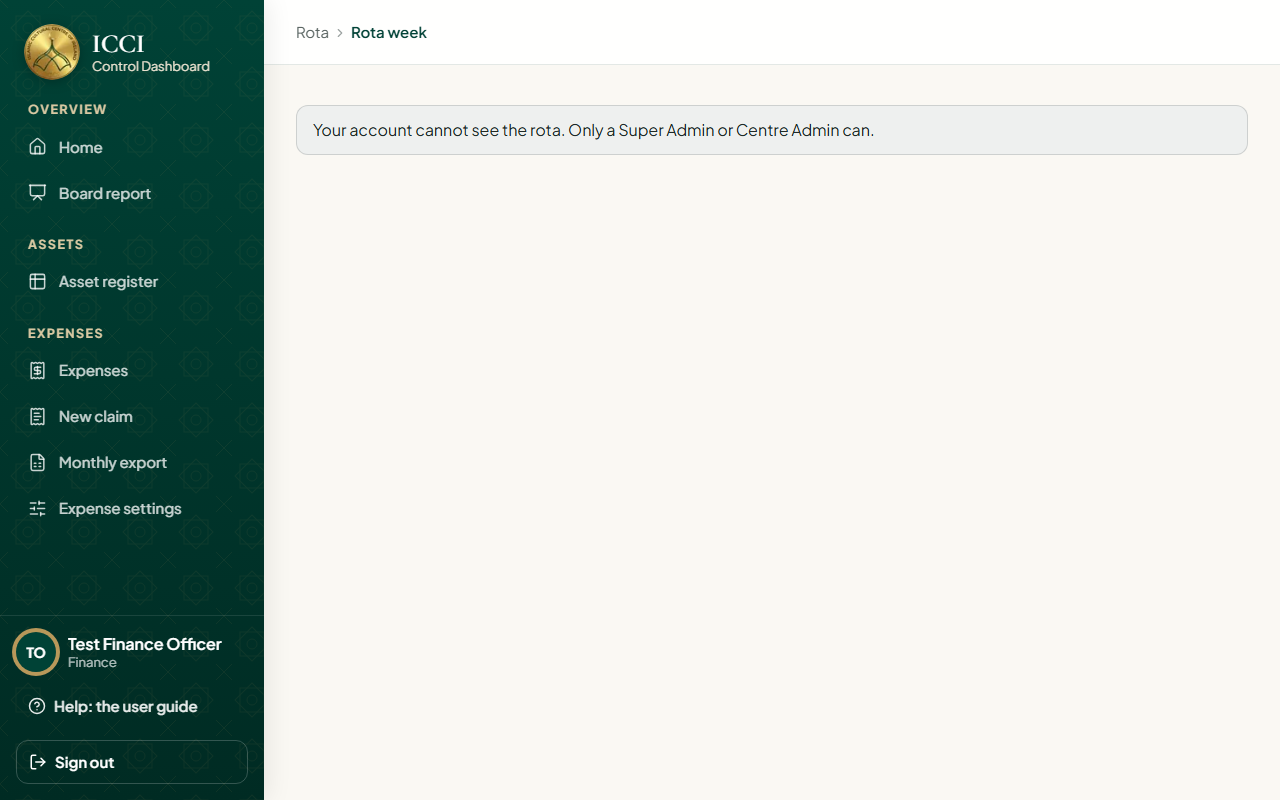 ICCI
Control Dashboard
OVERVIEW
Home
Board report
ASSETS
Asset register
EXPENSES
Expenses
New claim
Monthly export
Expense settings
TO
Test Finance Officer
Finance
Help: the user guide
Sign out
Rota
Rota week
Your account cannot see the rota. Only a Super Admin or Centre Admin can.